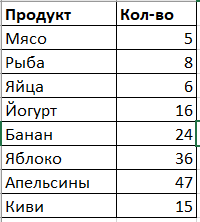 Продукт Кол-во
Мясо 5
Рыба 8
Яйца 6
Йогурт 16
Банан 24
Яблоко 36
Апельсины 47
Киви 15